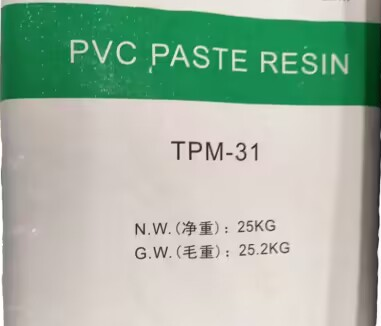 PVC PASTE RESIN
TPM-31
N.W.(净重): 25KG
G.W.(毛重): 25.2KG